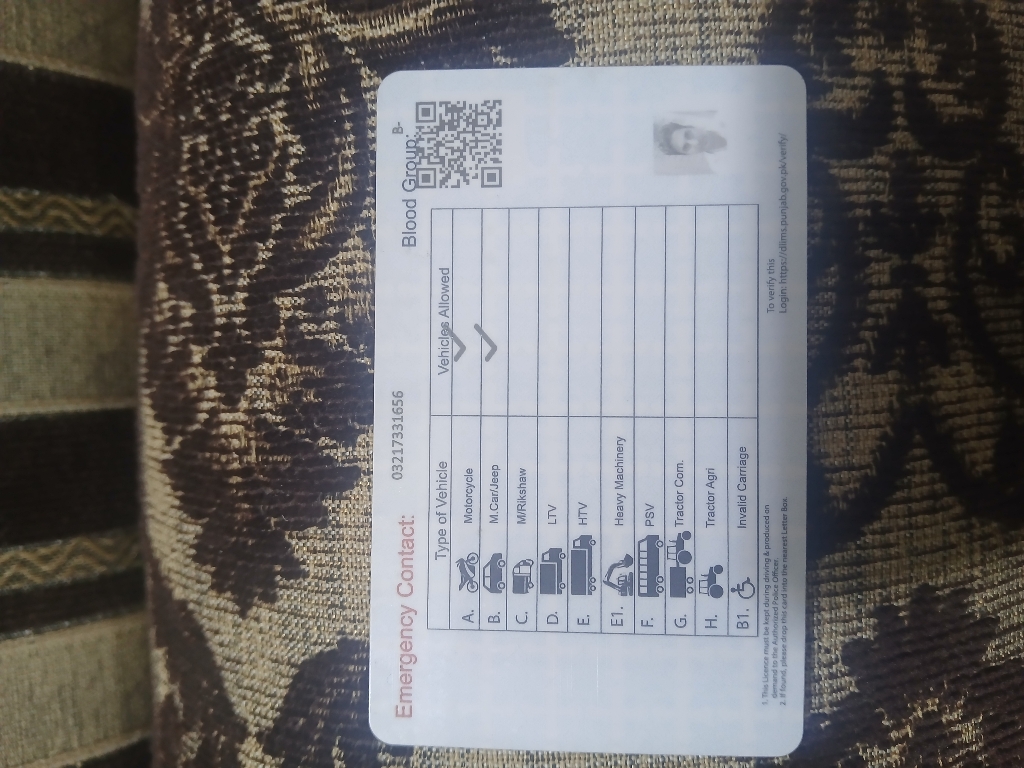 Emergency Contact: 03217331656 Blood Group: B-
Type of Vehicle Vehicles Allowed
A. Motorcycle
B. M.Car/Jeep
C. M/Rikshaw
D. LTV
E. HTV
E1. Heavy Machinery
F. PSV
G. Tractor Com.
H. Tractor Agri
B1. Invalid Carriage
1. This Licence must be kept during driving & produced on
demand to the Authorized Police Officer.
2. If found, please drop this card into the nearest Letter Box.
To verify this
Login: https://dlims.punjab.gov.pk/verify/